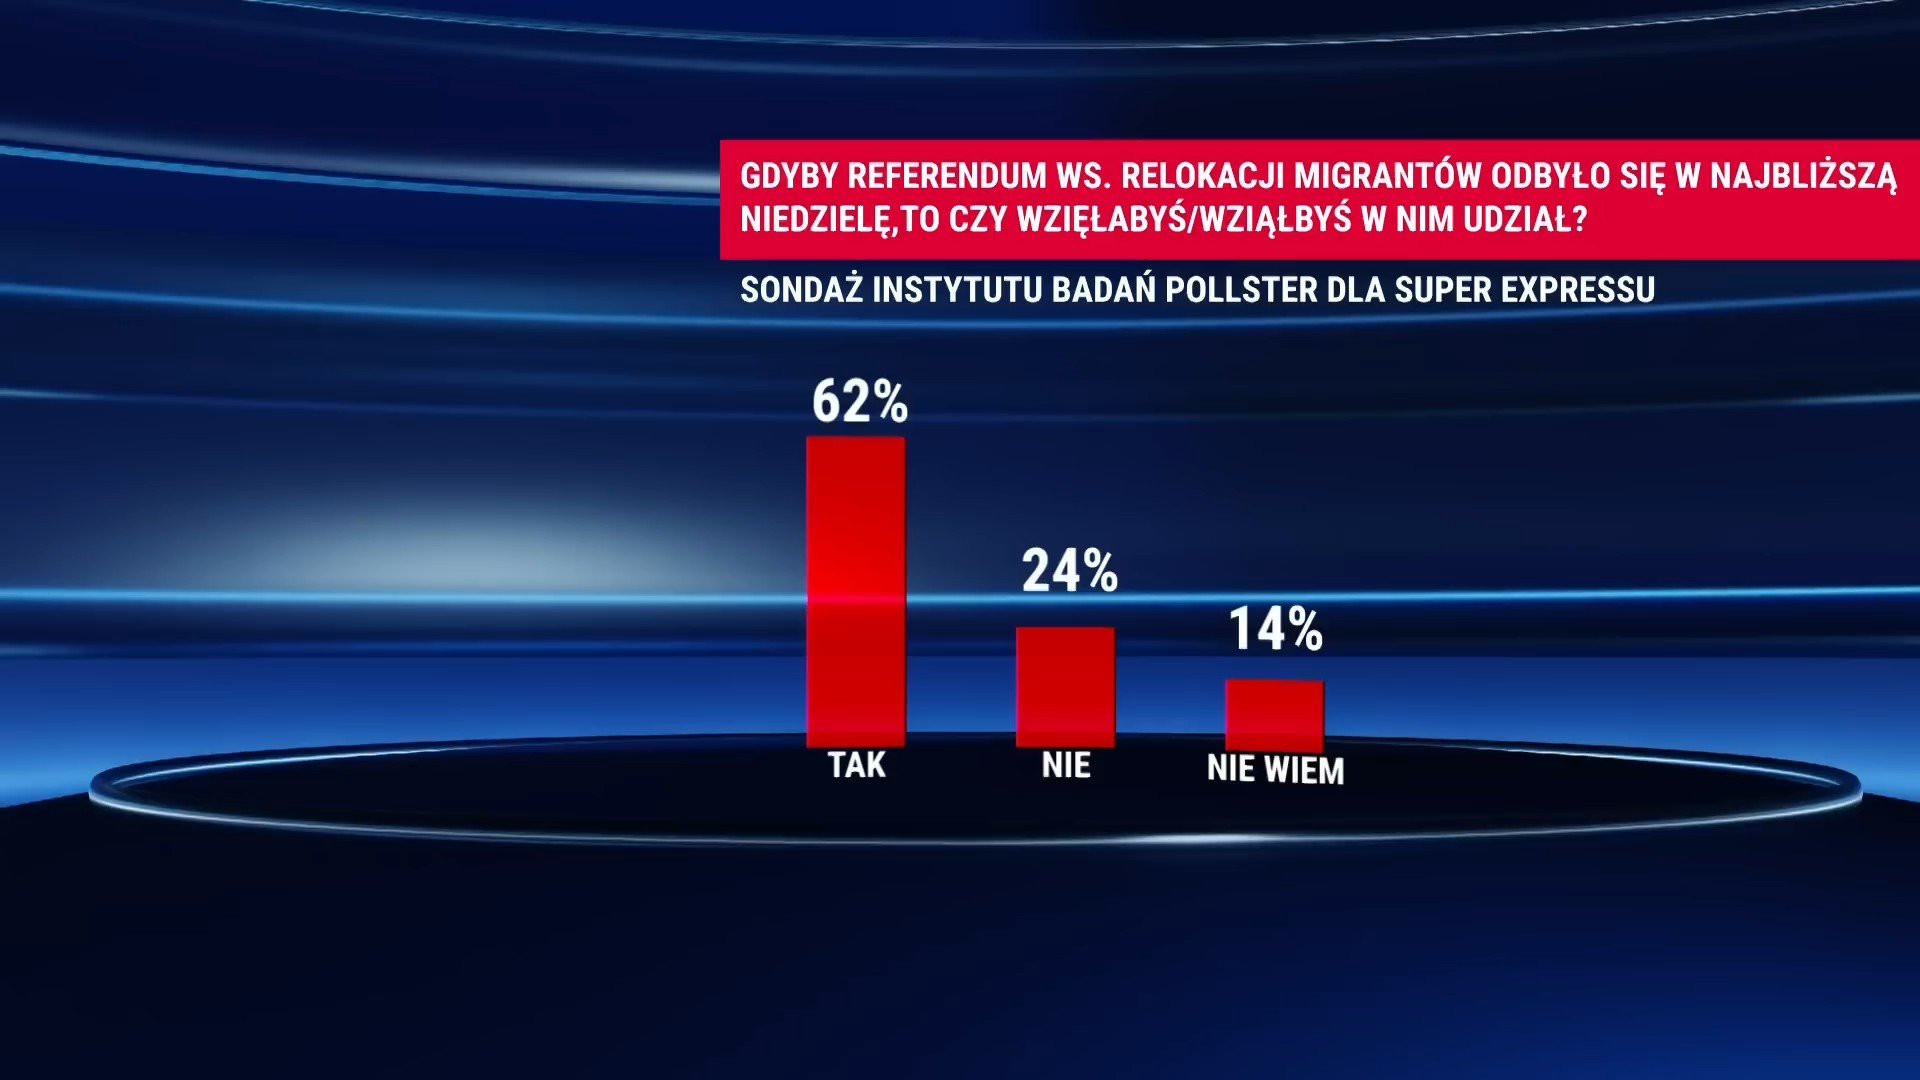 GDYBY REFERENDUM WS. RELOKACJI MIGRANTÓW ODBYŁO SIĘ W NAJBLIŻSZĄ
NIEDZIELĘ,TO CZY WZIĘŁABYŚ/WZIĄŁBYŚ W NIM UDZIAŁ?
SONDAŻ INSTYTUTU BADAŃ POLLSTER DLA SUPER EXPRESSU
62%
24%
14%
TAK
NIE
NIE WIEM